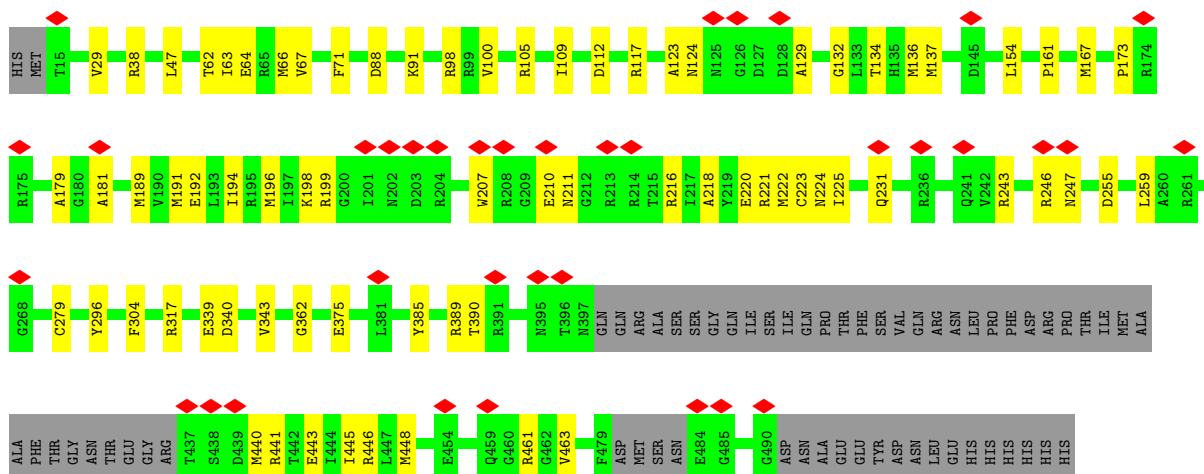 HIS MET T15 V29 R38 L47 T62 I63 E64 R65 M66 V67 F71 D88 K91 R98 R99 V100 R105 I109 D112 R117 A123 N124 N125 G126 D127 D128 A129 G132 L133 T134 H135 M136 M137 D145 L154 P161 M167 P173 R174
R175 A179 G180 A181 M189 V190 M191 E192 L193 I194 R195 M196 I197 K198 R199 G200 I201 N202 D203 R204 W207 R208 G209 E210 N211 G212 R213 R214 T215 R216 I217 A218 Y219 E220 R221 M222 C223 N224 I225 Q231 R236 Q241 V242 R243 R246 N247 D255 L259 A260 R261
G268 C279 Y296 F304 R317 E339 D340 V343 G362 E375 L381 Y385 R389 T390 R391 N395 T396 N397 GLN GLN ARG ALA SER SER GLY GLN ILE SER ILE GLN PRO THR PHE SER VAL GLN ARG ASN LEU PRO PHE ASP ARG PRO THR ILE MET ALA
ALA PHE THR GLY ASN THR GLU GLY ARG T437 S438 D439 M440 R441 T442 E443 I444 I445 R446 L447 M448 E454 Q459 G460 R461 G462 V463 F479 ASP MET SER ASN E484 G485 G490 ASP ASN ALA GLU GLU TYR ASP ASN LEU GLU HIS HIS HIS HIS HIS HIS